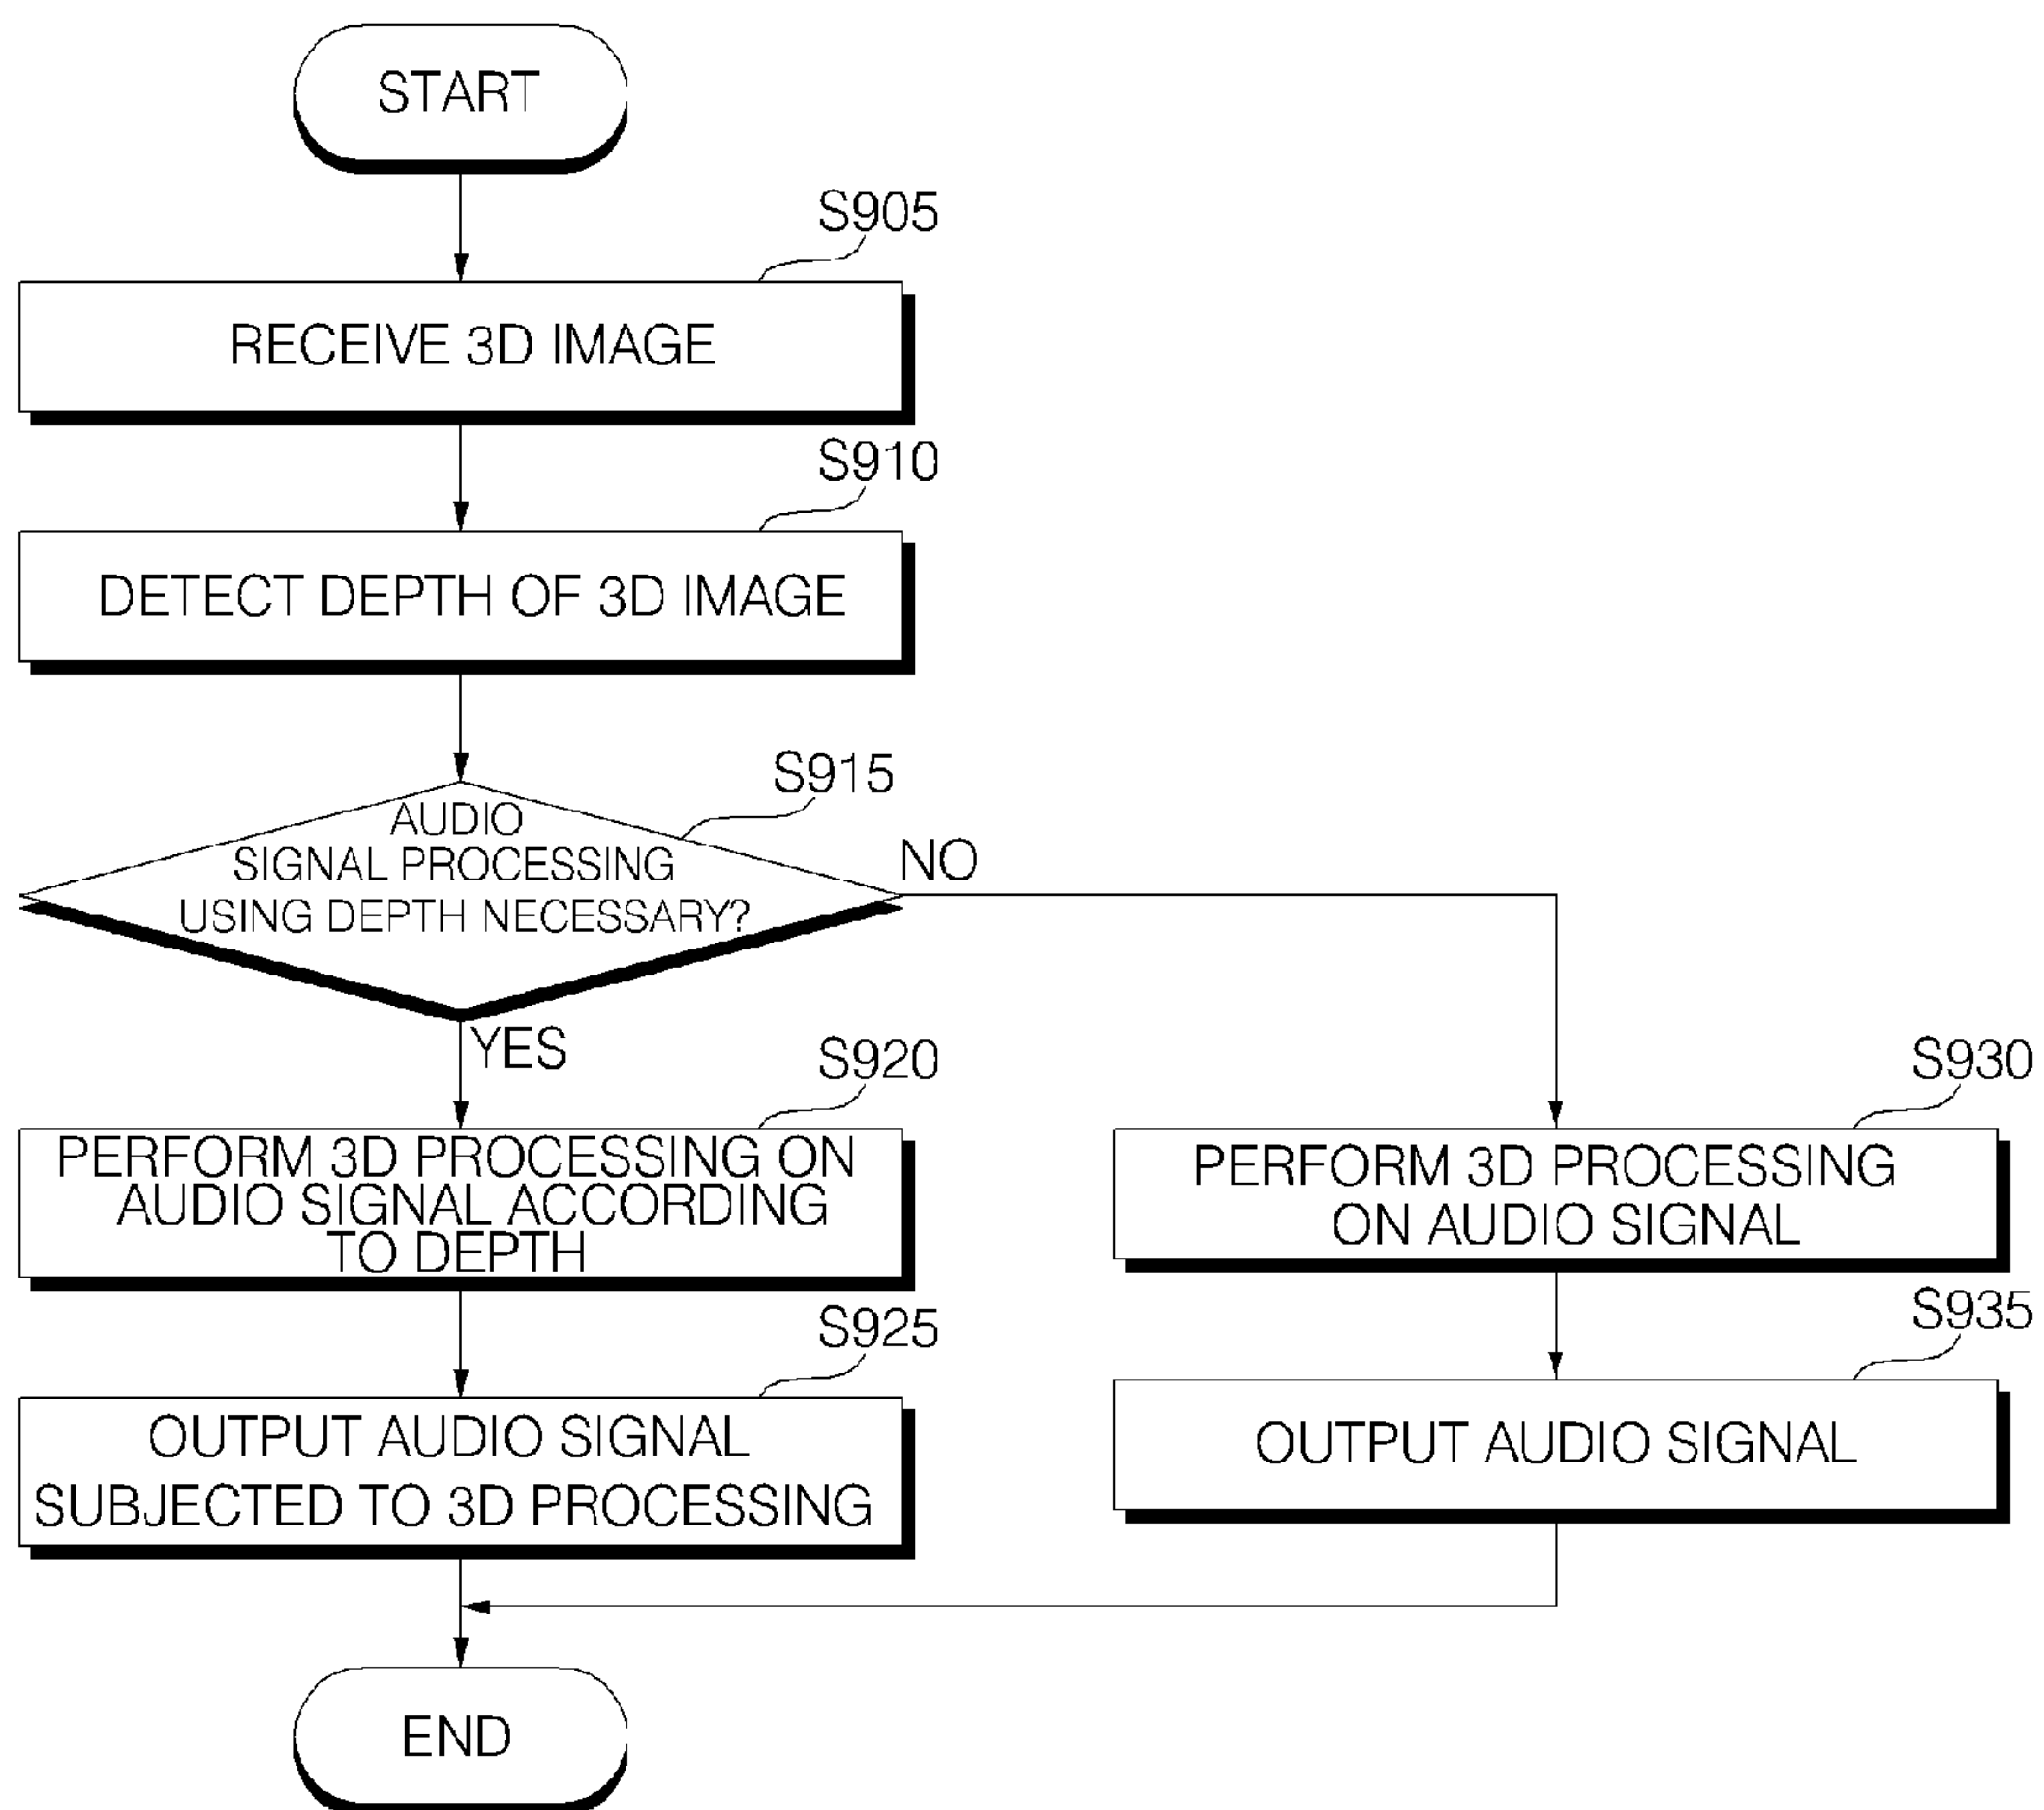 START
S905
RECEIVE 3D IMAGE
S910
DETECT DEPTH OF 3D IMAGE
S915
AUDIO
SIGNAL PROCESSING
USING DEPTH NECESSARY?
NO
YES
S920
PERFORM 3D PROCESSING ON
AUDIO SIGNAL ACCORDING
TO DEPTH
S925
OUTPUT AUDIO SIGNAL
SUBJECTED TO 3D PROCESSING
S930
PERFORM 3D PROCESSING
ON AUDIO SIGNAL
S935
OUTPUT AUDIO SIGNAL
END